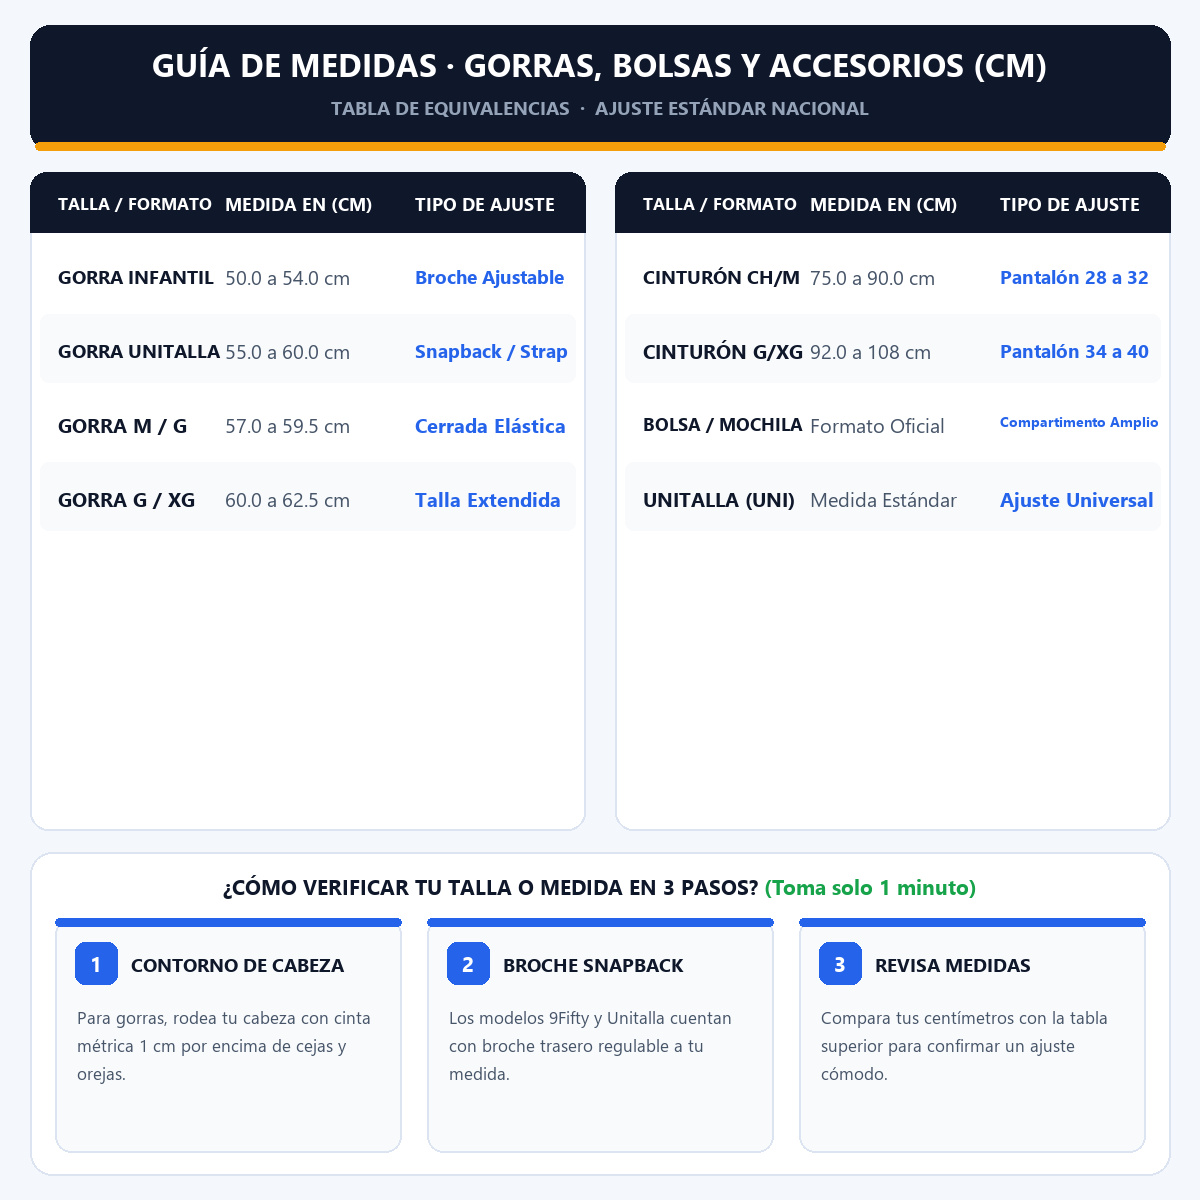 GUÍA DE MEDIDAS · GORRAS, BOLSAS Y ACCESORIOS (CM)
TABLA DE EQUIVALENCIAS · AJUSTE ESTÁNDAR NACIONAL
TALLA / FORMATO MEDIDA EN (CM) TIPO DE AJUSTE
GORRA INFANTIL 50.0 a 54.0 cm Broche Ajustable
GORRA UNITALLA 55.0 a 60.0 cm Snapback / Strap
GORRA M / G 57.0 a 59.5 cm Cerrada Elástica
GORRA G / XG 60.0 a 62.5 cm Talla Extendida
TALLA / FORMATO MEDIDA EN (CM) TIPO DE AJUSTE
CINTURÓN CH/M 75.0 a 90.0 cm Pantalón 28 a 32
CINTURÓN G/XG 92.0 a 108 cm Pantalón 34 a 40
BOLSA / MOCHILA Formato Oficial Compartimento Amplio
UNITALLA (UNI) Medida Estándar Ajuste Universal
¿CÓMO VERIFICAR TU TALLA O MEDIDA EN 3 PASOS? (Toma solo 1 minuto)
1 CONTORNO DE CABEZA
Para gorras, rodea tu cabeza con cinta
métrica 1 cm por encima de cejas y
orejas.
2 BROCHE SNAPBACK
Los modelos 9Fifty y Unitalla cuentan
con broche trasero regulable a tu
medida.
3 REVISA MEDIDAS
Compara tus centímetros con la tabla
superior para confirmar un ajuste
cómodo.